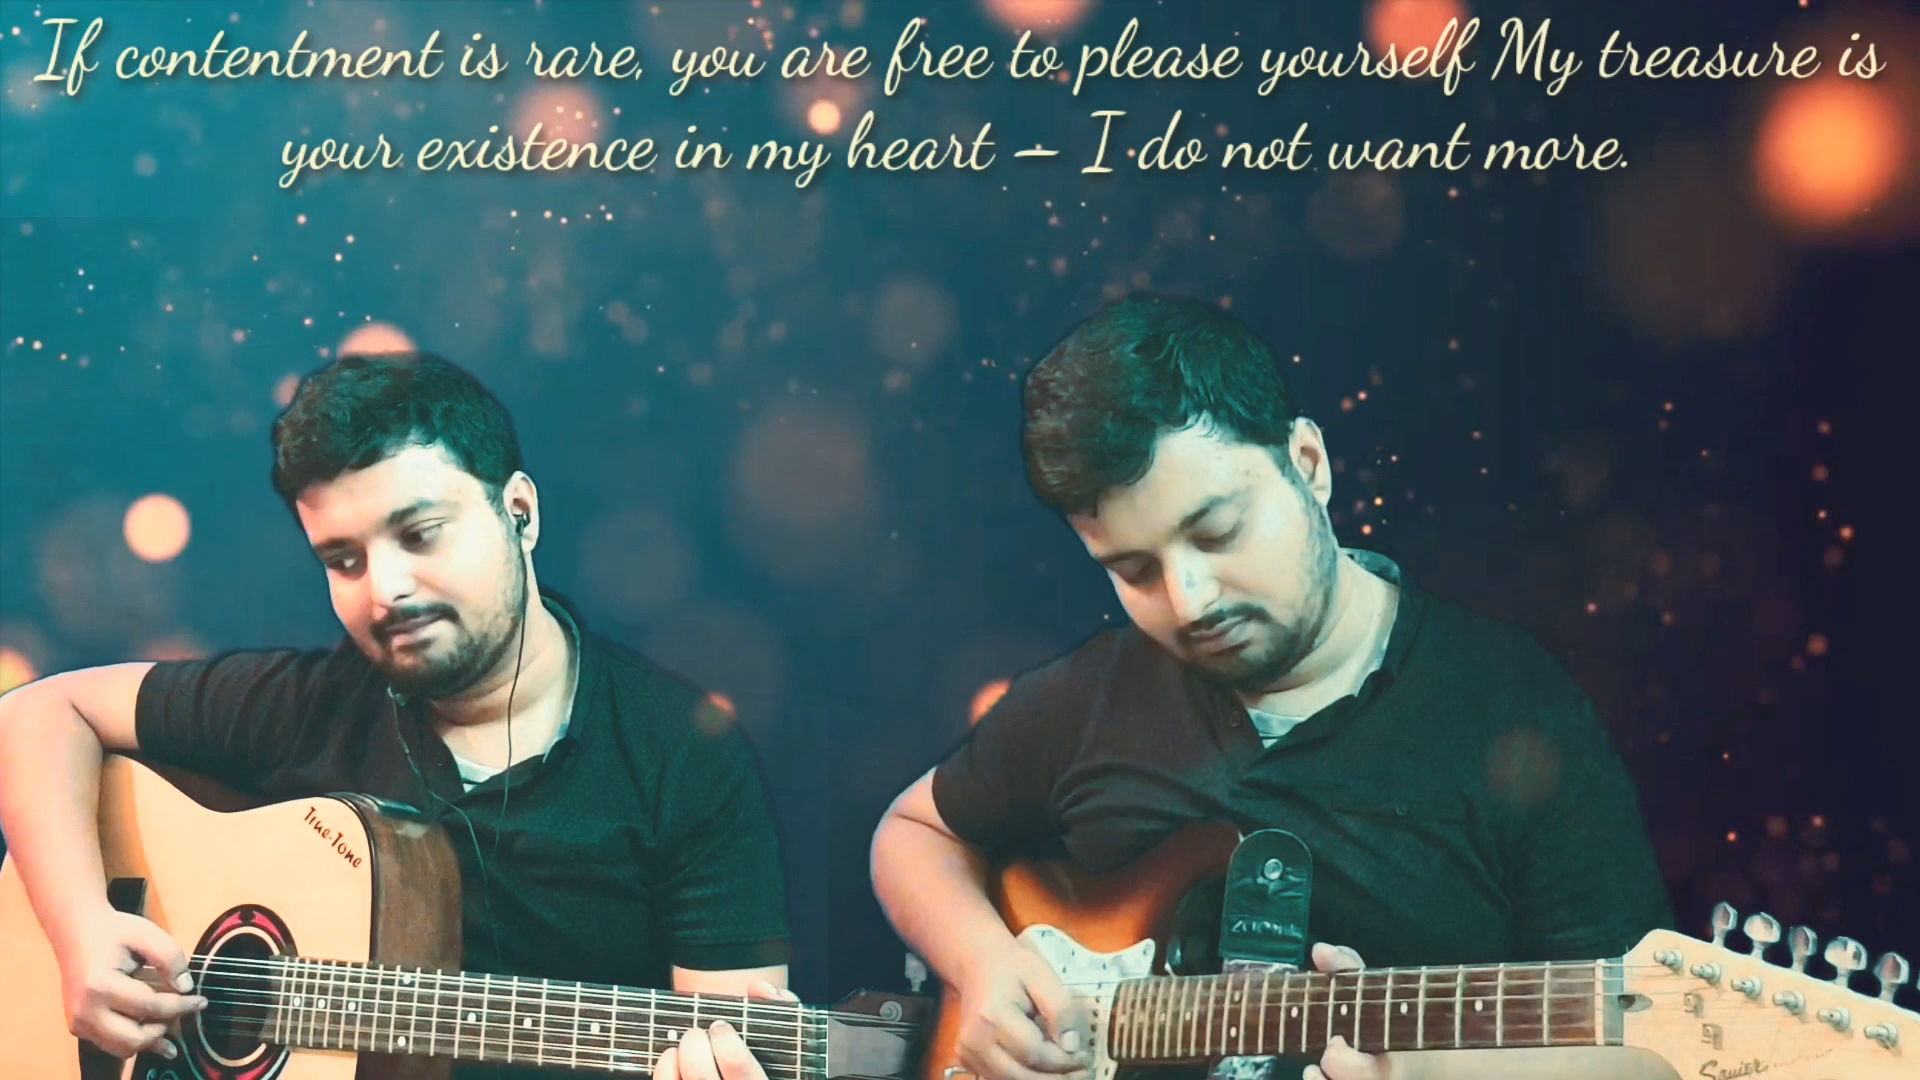 If contentment is rare, you are free to please yourself My treasure is
your existence in my heart – I do not want more.
True-Tone
Squier